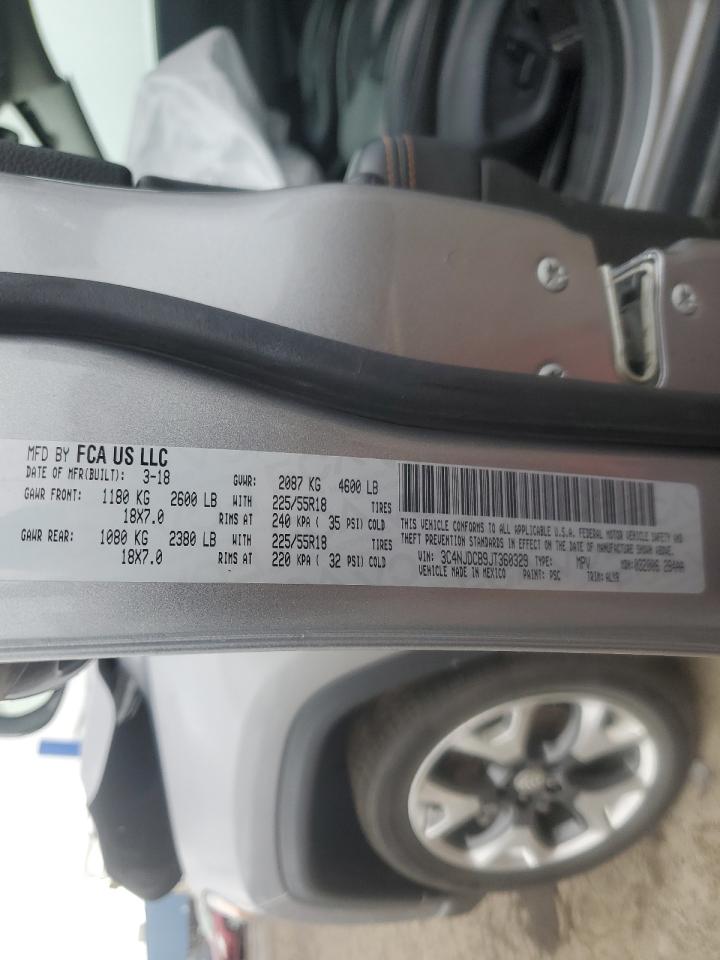 MFD BY FCA US LLC
DATE OF MFR(BUILT): 3-18 GVWR: 2087 KG 4600 LB
GAWR FRONT: 1180 KG 2600 LB WITH 225/55R18 TIRES
18X7.0 RIMS AT 240 KPA ( 35 PSI) COLD
GAWR REAR: 1080 KG 2380 LB WITH 225/55R18 TIRES
18X7.0 RIMS AT 220 KPA ( 32 PSI) COLD
THIS VEHICLE CONFORMS TO ALL APPLICABLE U.S.A. FEDERAL MOTOR VEHICLE SAFETY AND
THEFT PREVENTION STANDARDS IN EFFECT ON THE DATE OF MANUFACTURE SHOWN ABOVE.
VIN: 3C4NJDCB9JT360329 TYPE: MPV
VEHICLE MADE IN MEXICO PAINT: PSC TRIM: